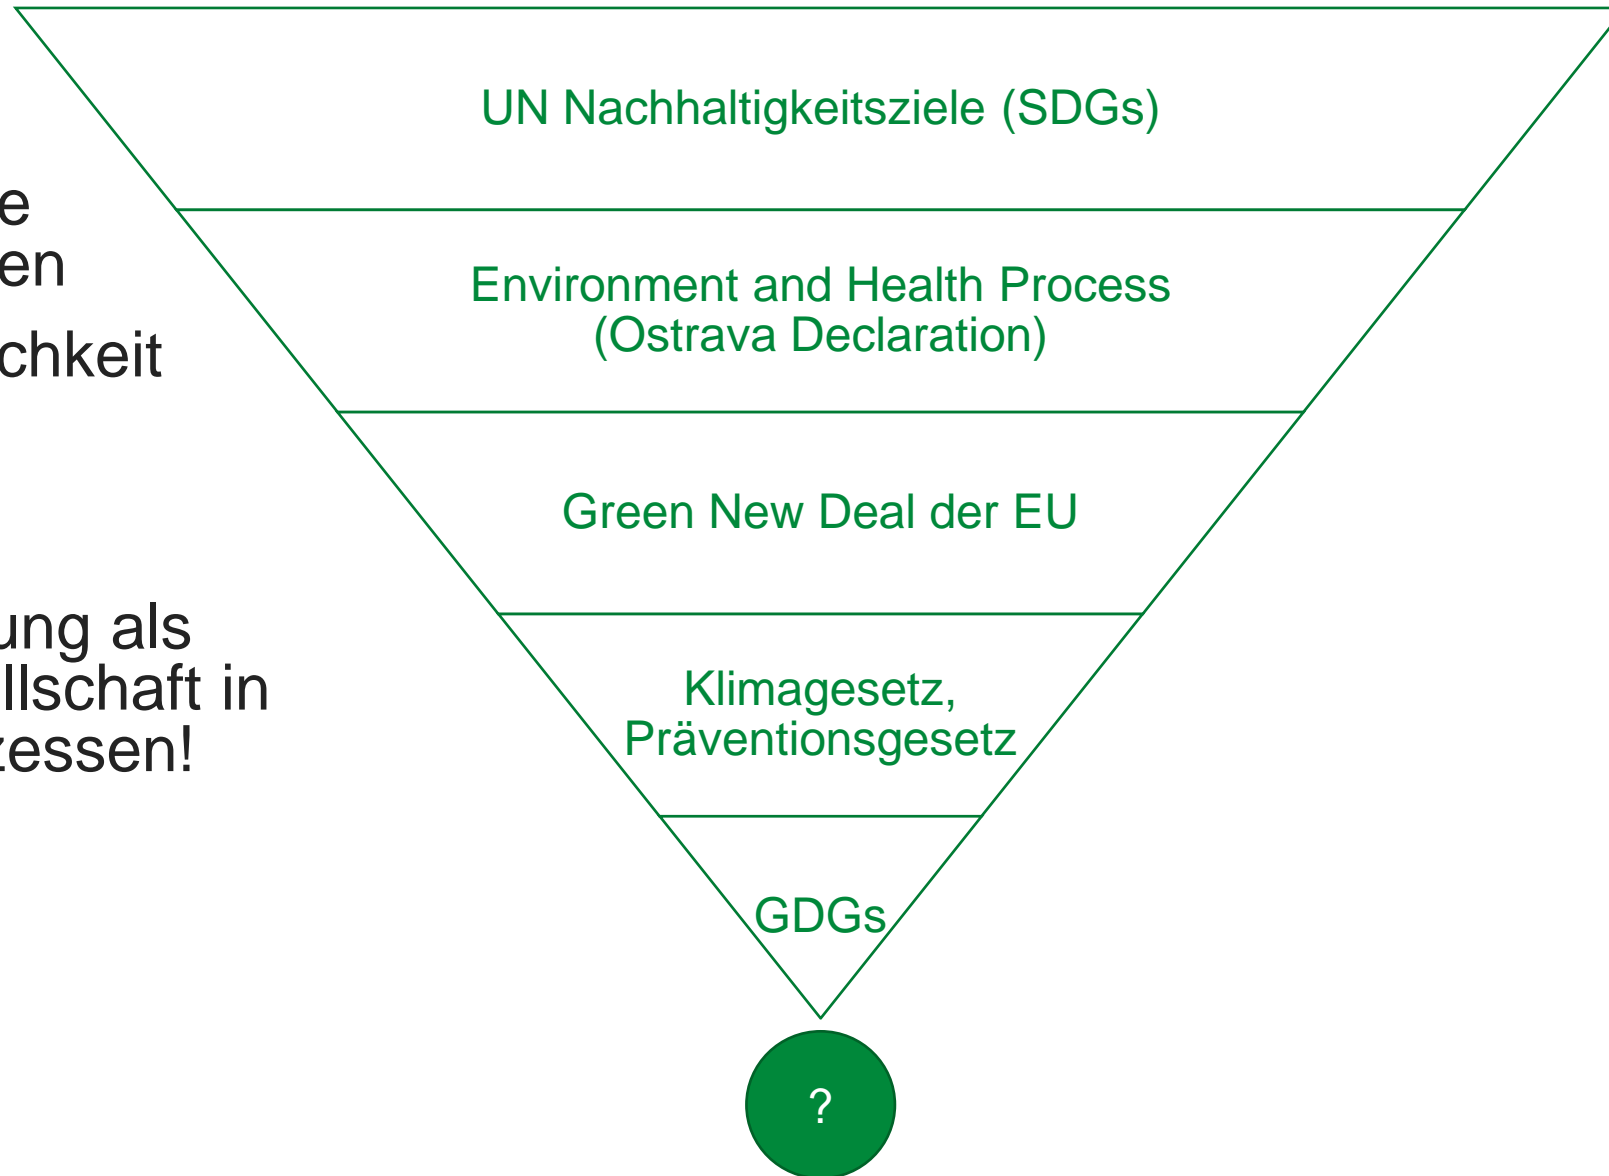 UN Nachhaltigkeitsziele (SDGs)
e
en
chkeit
Environment and Health Process
(Ostrava Declaration)
Green New Deal der EU
ung als
llschaft in
zessen!
Klimagesetz,
Präventionsgesetz
GDGs
?